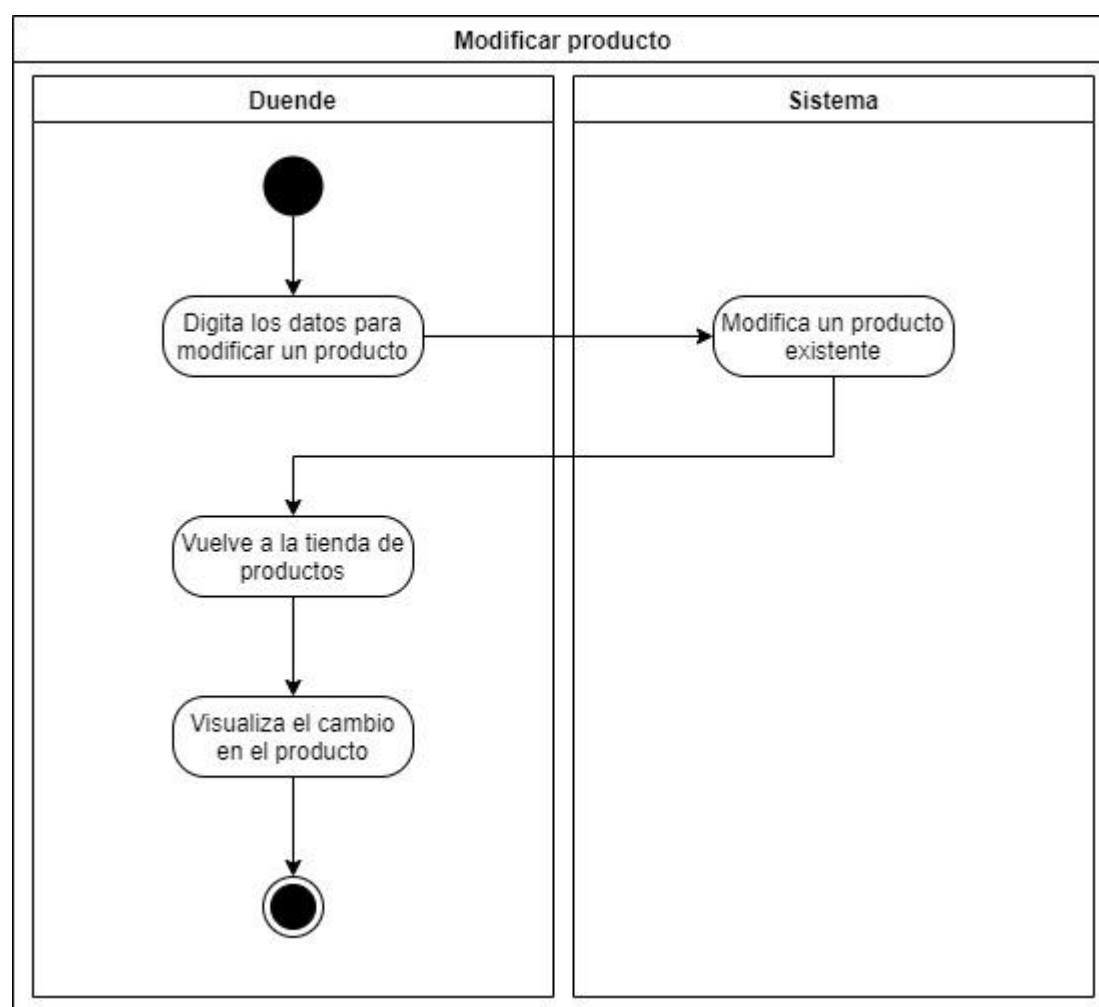 Modificar producto
Duende
Sistema
Digita los datos para
modificar un producto
Modifica un producto
existente
Vuelve a la tienda de
productos
Visualiza el cambio
en el producto